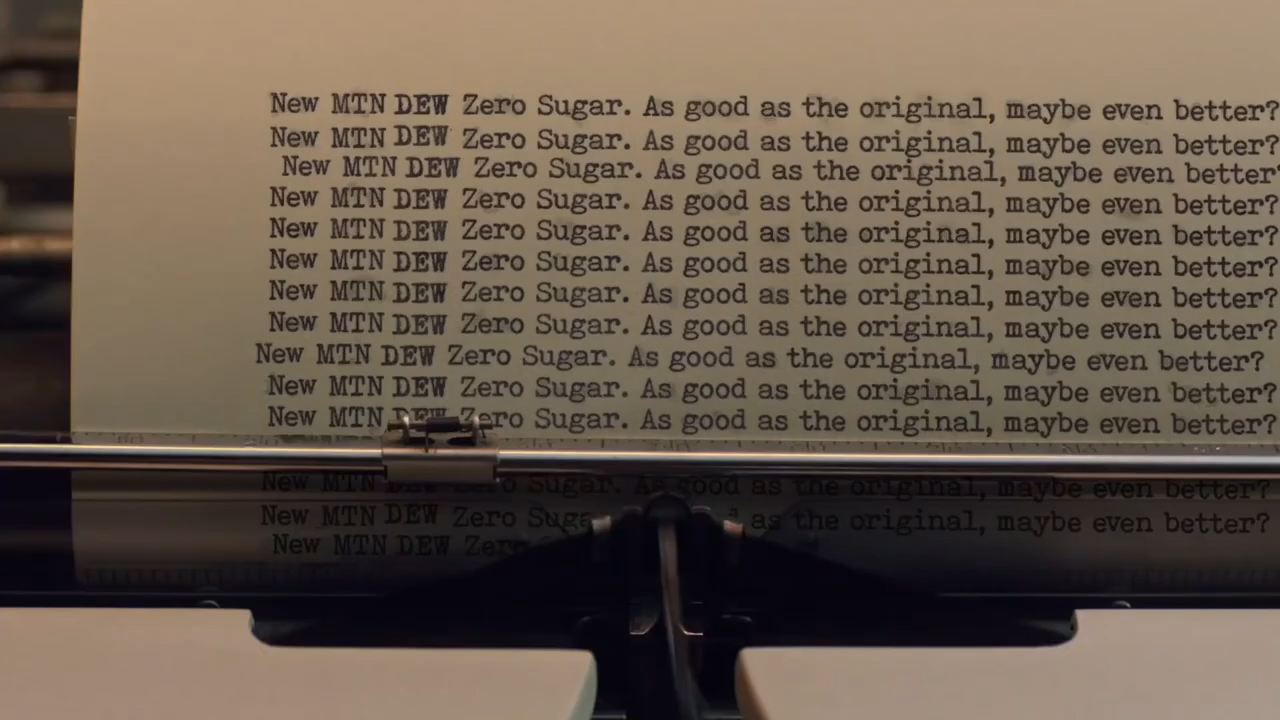 New MTN DEW Zero Sugar. As good as the original, maybe even better?
New MTN DEW Zero Sugar. As good as the original, maybe even better?
New MTN DEW Zero Sugar. As good as the original, maybe even better
New MTN DEW Zero Sugar. As good as the original, maybe even better?
New MTN DEW Zero Sugar. As good as the original, maybe even better?
New MTN DEW Zero Sugar. As good as the original, maybe even better?
New MTN DEW Zero Sugar. As good as the original, maybe even better?
New MTN DEW Zero Sugar. As good as the original, maybe even better?
New MTN DEW Zero Sugar. As good as the original, maybe even better?
New MTN DEW Zero Sugar. As good as the original, maybe even better?
New MTN DEW Zero Sugar. As good as the original, maybe even better?
New MTN Sugar. As good as the original, maybe even better?
New MTN DEW Zero as the original, maybe even better?
New MTN DEW Zero